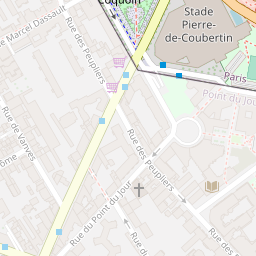 Coquoin
Stade
Pierre-
de-Coubertin
Marcel Dassault
Rue des Peupliers
Paris
Point du Jour
Rue de Vanves
Rue des Peupliers
Rue du Point du Jour
Rue des